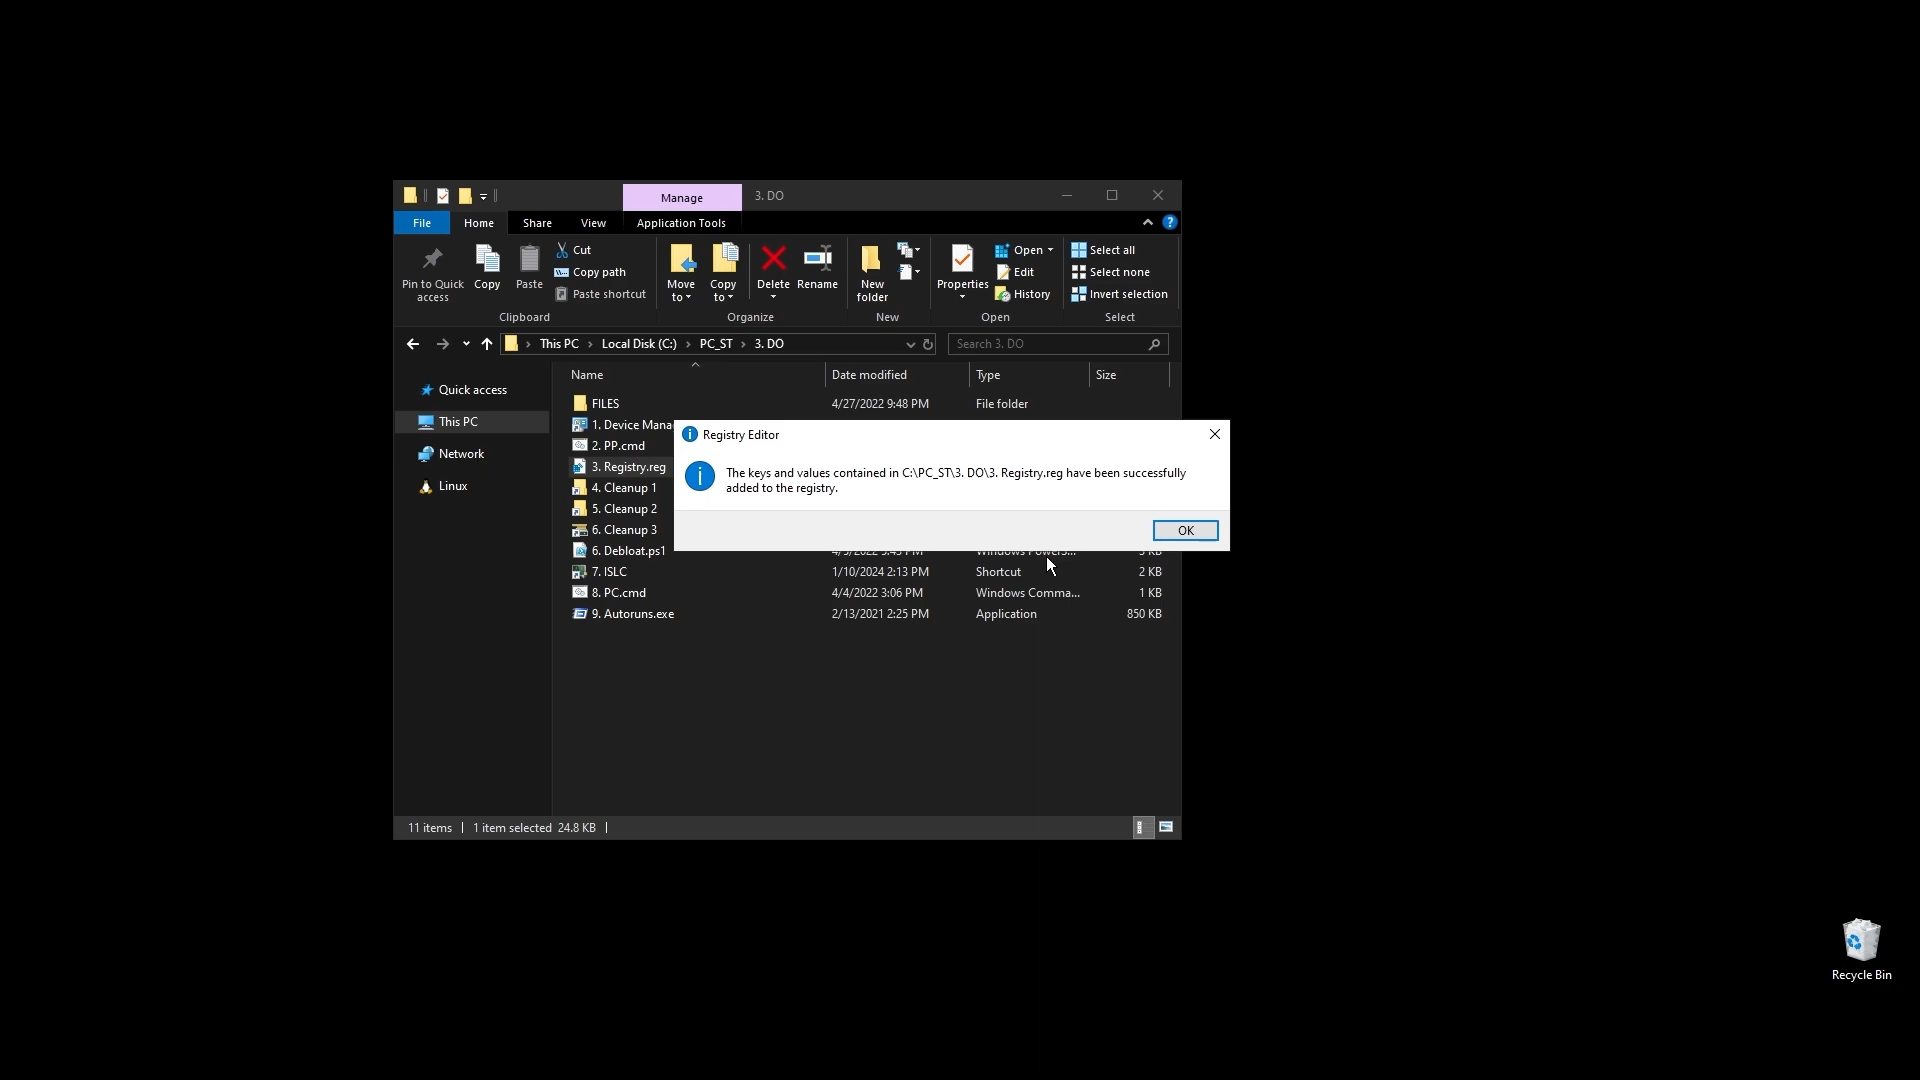 Manage
3. DO
File
Home
Share
View
Application Tools
?
Pin to Quick access
Copy
Paste
Cut
Copy path
Paste shortcut
Clipboard
Move to
Copy to
Delete
Rename
Organize
New folder
New
Properties
Open
Edit
History
Open
Select all
Select none
Invert selection
Select
This PC
Local Disk (C:)
PC_ST
3. DO
Search 3. DO
Quick access
This PC
Network
Linux
Name Date modified Type Size
FILES 4/27/2022 9:48 PM File folder
1. Device Mana
2. PP.cmd
3. Registry.reg
4. Cleanup 1
5. Cleanup 2
6. Cleanup 3
6. Debloat.ps1
7. ISLC 1/10/2024 2:13 PM Shortcut 2 KB
8. PC.cmd 4/4/2022 3:06 PM Windows Comma... 1 KB
9. Autoruns.exe 2/13/2021 2:25 PM Application 850 KB
Registry Editor
The keys and values contained in C:\PC_ST\3. DO\3. Registry.reg have been successfully
added to the registry.
OK
11 items
1 item selected 24.8 KB
Recycle Bin